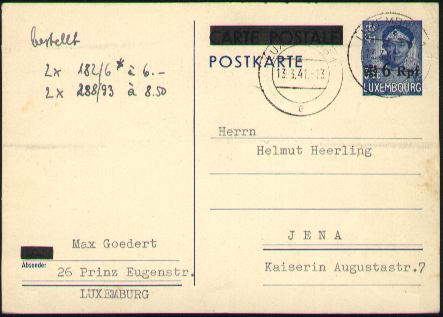 bestellt
2x 182/6* à 6.—
2x 288/93 à 8.50
CARTE POSTALE
POSTKARTE
13.3.41.-13
e
6 Rpf
LUXEMBOURG
Herrn
Helmut Heerling
JENA
Kaiserin Augustastr.7
Max Goedert
Absender
26 Prinz Eugenstr.
LUXEMBURG